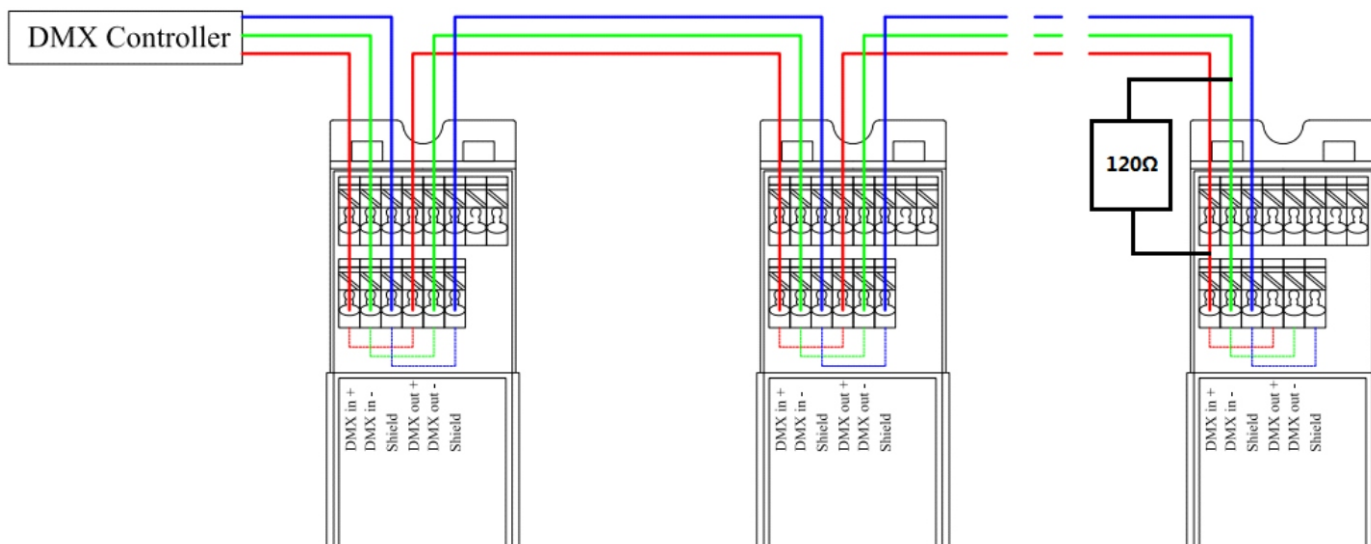 DMX Controller
120Ω
DMX in +
DMX in -
Shield
DMX out +
DMX out -
Shield
DMX in +
DMX in -
Shield
DMX out +
DMX out -
Shield
DMX in +
DMX in -
Shield
DMX out +
DMX out -
Shield